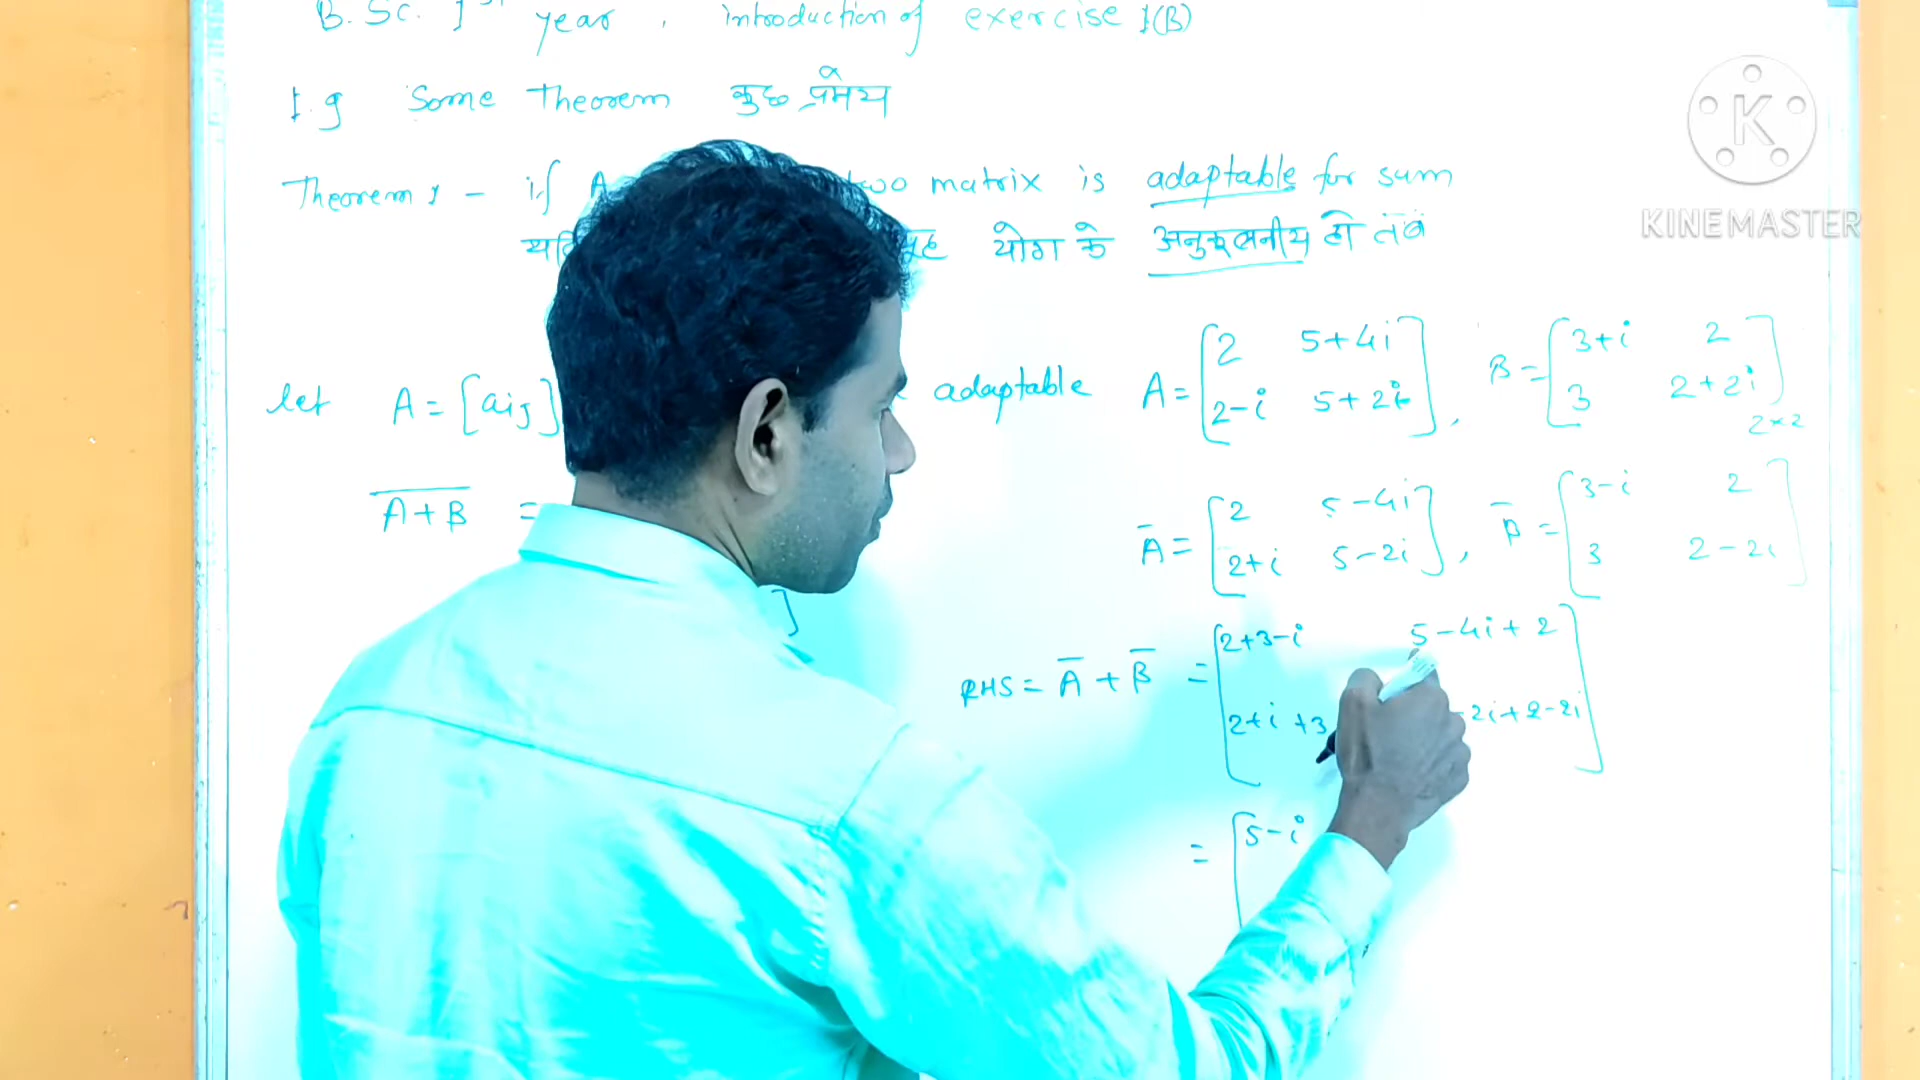 B.Sc. 1st year, introduction of exercise 1(B)
1.9 Some Theorem कुछ प्रमेय
Theorem 1 - if A two matrix is adaptable for sum
योग के अनुकूलनीय हो तब
let A = [aij] adaptable A = [2 5+4i
2-i 5+2i], B = [3+i 2
3 2+2i] 2×2
A+B̅ =
A̅ = [2 5-4i
2+i 5-2i], B̅ = [3-i 2
3 2-2i]
]
RHS = A̅ + B̅ = [2+3-i 5-4i+2
2+i+3 -2i+2-2i]
= [5-i
K
KINEMASTER